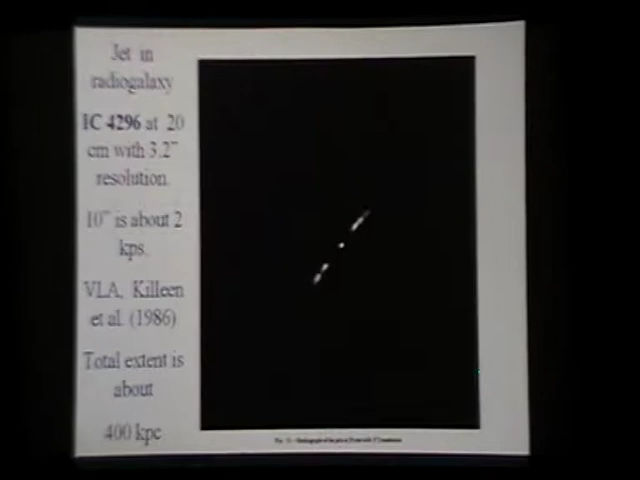 Jet in
radiogalaxy
IC 4296 at 20
cm with 3.2"
resolution.
10" is about 2
kps.
VLA, Killeen
et al. (1986)
Total extent is
about
400 kpc